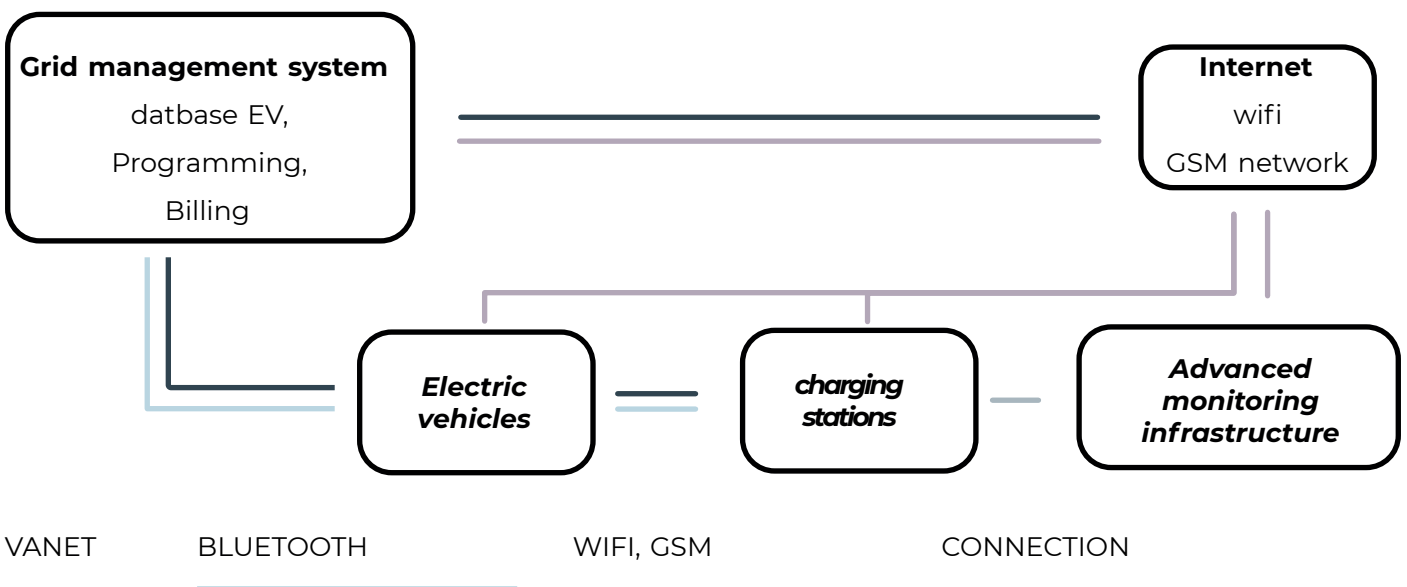 Grid management system
datbase EV,
Programming,
Billing
Internet
wifi
GSM network
Electric
vehicles
charging
stations
Advanced
monitoring
infrastructure
VANET
BLUETOOTH
WIFI, GSM
CONNECTION